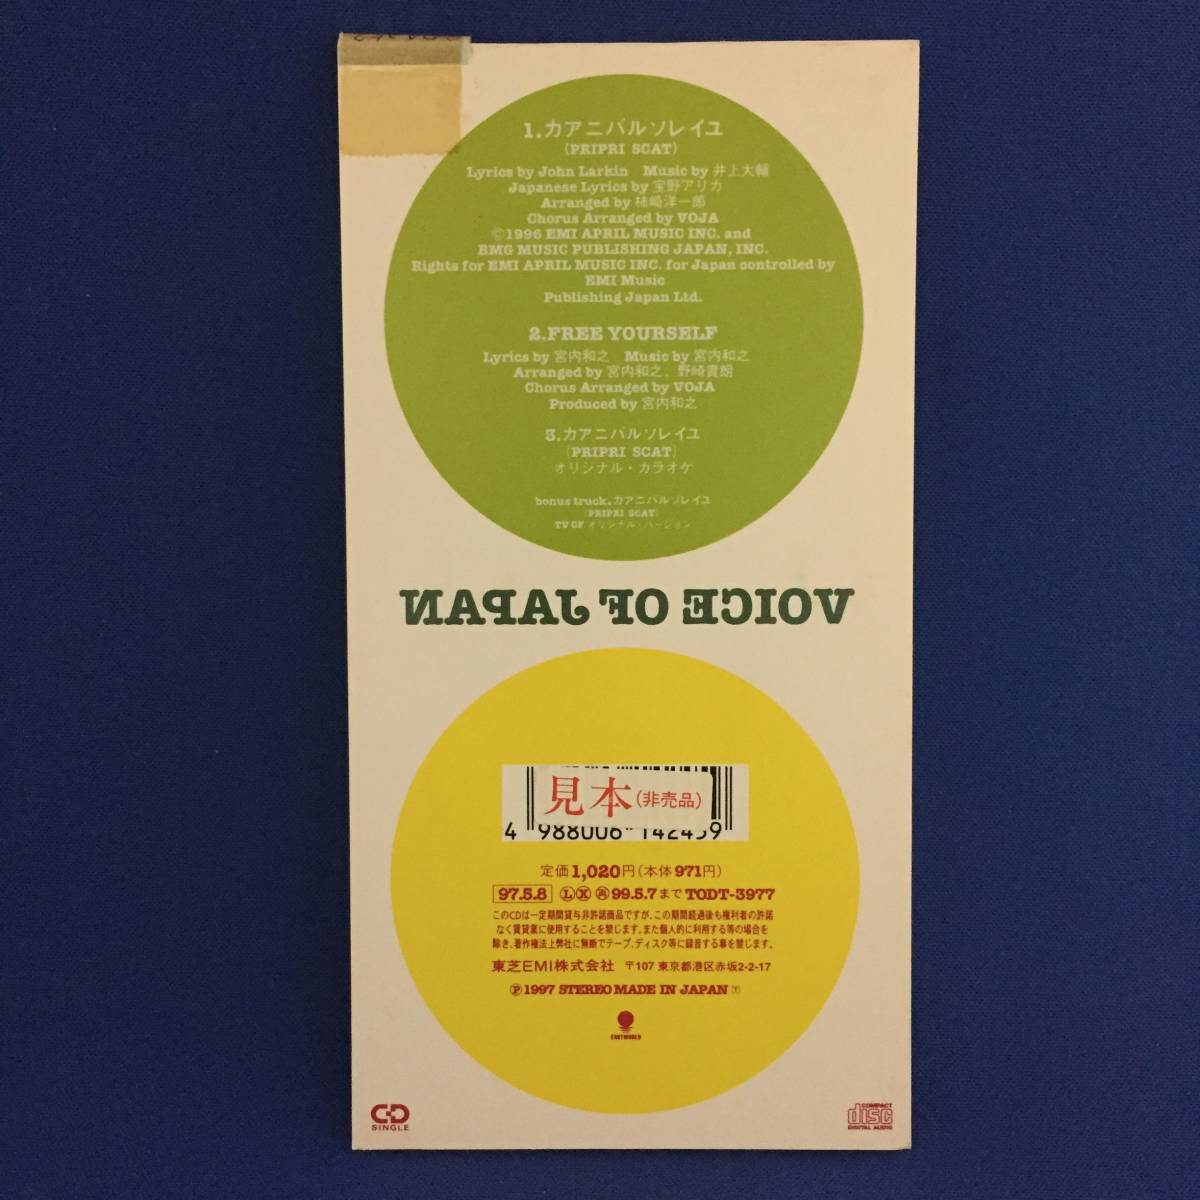 1.カアニバルソレイユ
(PRIPRI SCAT)
Lyrics by John Larkin Music by 井上大輔
Japanese Lyrics by 宝野アリカ
Arranged by 柿崎洋一郎
Chorus Arranged by VOJA
©1996 EMI APRIL MUSIC INC. and
BMG MUSIC PUBLISHING JAPAN, INC.
Rights for EMI APRIL MUSIC INC. for Japan controlled by
EMI Music
Publishing Japan Ltd.
2.FREE YOURSELF
Lyrics by 宮内和之 Music by 宮内和之
Arranged by 宮内和之、野崎貴朗
Chorus Arranged by VOJA
Produced by 宮内和之
3.カアニバルソレイユ
(PRIPRI SCAT)
オリジナル・カラオケ
bonus truck.カアニバルソレイユ
(PRIPRI SCAT)
TV CF オリジナル・バージョン
VOICE OF JAPAN
見本(非売品)
4 988006 142459
定価1,020円(本体971円)
97.5.8 Ⓛ Ⓧ 再 99.5.7まで TODT-3977
このCDは一定期間貸与非許諾商品ですが、この期間経過後も権利者の許諾
なく賃貸業に使用することを禁じます。また個人的に利用する等の場合を
除き、著作権法上弊社に無断でテープ、ディスク等に録音する事を禁じます。
東芝EMI株式会社 〒107 東京都港区赤坂2-2-17
Ⓟ1997 STEREO MADE IN JAPAN Ⓨ
EASTWORLD
CD
SINGLE
COMPACT
disc
DIGITAL AUDIO